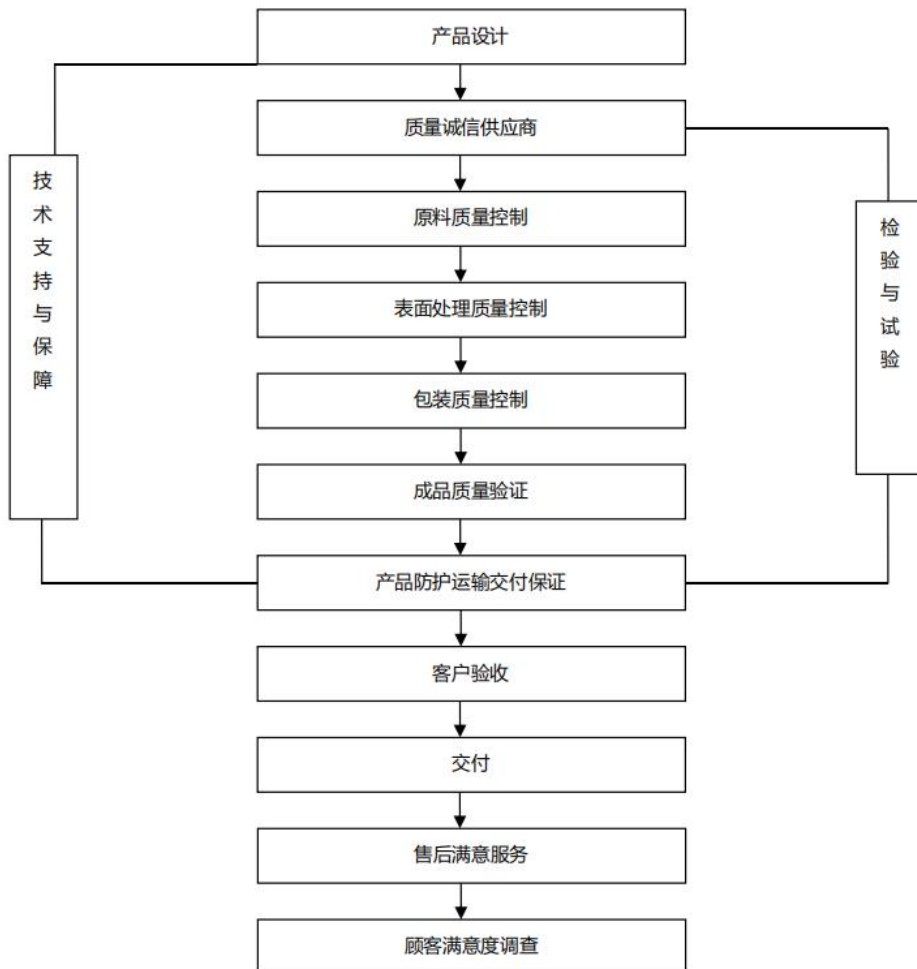 产品设计
质量诚信供应商
原料质量控制
表面处理质量控制
包装质量控制
成品质量验证
产品防护运输交付保证
客户验收
交付
售后满意服务
顾客满意度调查
技术支持与保障
检验与试验